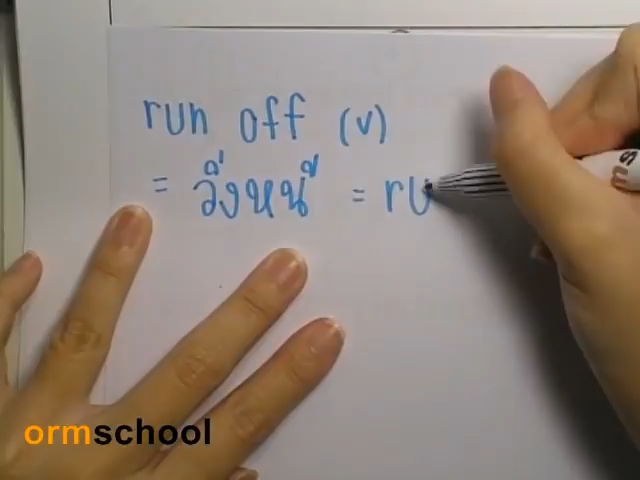 run off (v)
= วิ่งหนี = ru
ormschool